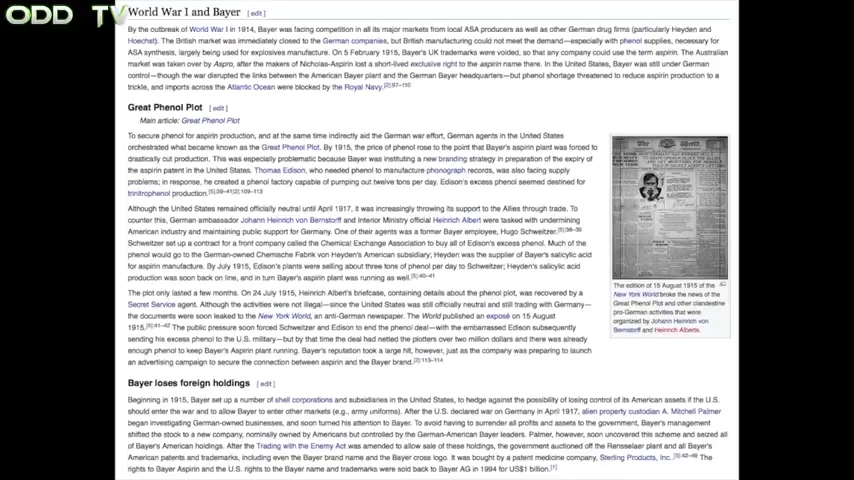 ODD TV
World War I and Bayer [ edit ]
By the outbreak of World War I in 1914, Bayer was facing competition in all its major markets from local ASA producers as well as other German drug firms (particularly Heyden and
Hoechst). The British market was immediately closed to the German companies, but British manufacturing could not meet the demand—especially with phenol supplies, necessary for
ASA synthesis, largely being used for explosives manufacture. On 5 February 1915, Bayer's UK trademarks were voided, so that any company could use the term aspirin. The Australian
market was taken over by Aspro, after the makers of Nicholas-Aspirin lost a short-lived exclusive right to the aspirin name there. In the United States, Bayer was still under German
control—though the war disrupted the links between the American Bayer plant and the German Bayer headquarters—but phenol shortage threatened to reduce aspirin production to a
trickle, and imports across the Atlantic Ocean were blocked by the Royal Navy.[2]:97–110
Great Phenol Plot [ edit ]
Main article: Great Phenol Plot
To secure phenol for aspirin production, and at the same time indirectly aid the German war effort, German agents in the United States
orchestrated what became known as the Great Phenol Plot. By 1915, the price of phenol rose to the point that Bayer's aspirin plant was forced to
drastically cut production. This was especially problematic because Bayer was instituting a new branding strategy in preparation of the expiry of
the aspirin patent in the United States. Thomas Edison, who needed phenol to manufacture phonograph records, was also facing supply
problems; in response, he created a phenol factory capable of pumping out twelve tons per day. Edison's excess phenol seemed destined for
trinitrophenol production.[5]:39–41[2]:109–113
Although the United States remained officially neutral until April 1917, it was increasingly throwing its support to the Allies through trade. To
counter this, German ambassador Johann Heinrich von Bernstorff and Interior Ministry official Heinrich Albert were tasked with undermining
American industry and maintaining public support for Germany. One of their agents was a former Bayer employee, Hugo Schweitzer.[5]:38–39
Schweitzer set up a contract for a front company called the Chemical Exchange Association to buy all of Edison's excess phenol. Much of the
phenol would go to the German-owned Chemische Fabrik von Heyden's American subsidiary; Heyden was the supplier of Bayer's salicylic acid
for aspirin manufacture. By July 1915, Edison's plants were selling about three tons of phenol per day to Schweitzer; Heyden's salicylic acid
production was soon back on line, and in turn Bayer's aspirin plant was running as well.[5]:40–41
The plot only lasted a few months. On 24 July 1915, Heinrich Albert's briefcase, containing details about the phenol plot, was recovered by a
Secret Service agent. Although the activities were not illegal—since the United States was still officially neutral and still trading with Germany—
the documents were soon leaked to the New York World, an anti-German newspaper. The World published an exposé on 15 August
1915.[5]:41–42 The public pressure soon forced Schweitzer and Edison to end the phenol deal—with the embarrassed Edison subsequently
sending his excess phenol to the U.S. military—but by that time the deal had netted the plotters over two million dollars and there was already
enough phenol to keep Bayer's Aspirin plant running. Bayer's reputation took a large hit, however, just as the company was preparing to launch
an advertising campaign to secure the connection between aspirin and the Bayer brand.[2]:113–114
The edition of 15 August 1915 of the
New York World broke the news of the
Great Phenol Plot and other clandestine
pro-German activities that were
organized by Johann Heinrich von
Bernstorff and Heinrich Alberts.
Bayer loses foreign holdings [ edit ]
Beginning in 1915, Bayer set up a number of shell corporations and subsidiaries in the United States, to hedge against the possibility of losing control of its American assets if the U.S.
should enter the war and to allow Bayer to enter other markets (e.g., army uniforms). After the U.S. declared war on Germany in April 1917, alien property custodian A. Mitchell Palmer
began investigating German-owned businesses, and soon turned his attention to Bayer. To avoid having to surrender all profits and assets to the government, Bayer's management
shifted the stock to a new company, nominally owned by Americans but controlled by the German-American Bayer leaders. Palmer, however, soon uncovered this scheme and seized all
of Bayer's American holdings. After the Trading with the Enemy Act was amended to allow sale of these holdings, the government auctioned off the Rensselaer plant and all Bayer's
American patents and trademarks, including even the Bayer brand name and the Bayer cross logo. It was bought by a patent medicine company, Sterling Products, Inc.[5]:42–49 The
rights to Bayer Aspirin and the U.S. rights to the Bayer name and trademarks were sold back to Bayer AG in 1994 for US$1 billion.[1]